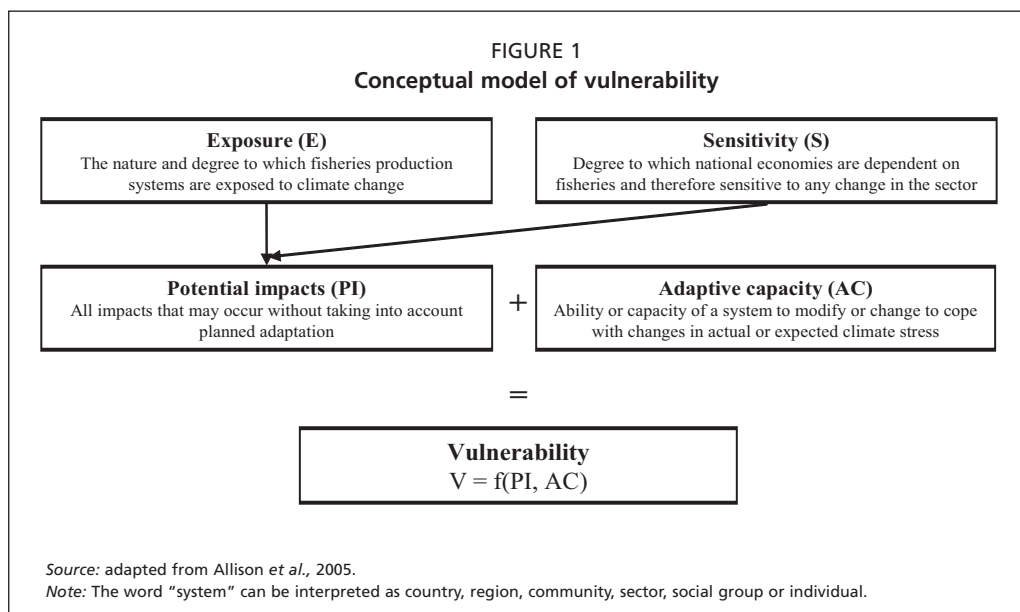 FIGURE 1
Conceptual model of vulnerability
Exposure (E)
The nature and degree to which fisheries production
systems are exposed to climate change
Sensitivity (S)
Degree to which national economies are dependent on
fisheries and therefore sensitive to any change in the sector
Potential impacts (PI)
All impacts that may occur without taking into account
planned adaptation
+
Adaptive capacity (AC)
Ability or capacity of a system to modify or change to cope
with changes in actual or expected climate stress
=
Vulnerability
V = f(PI, AC)
Source: adapted from Allison et al., 2005.
Note: The word “system” can be interpreted as country, region, community, sector, social group or individual.